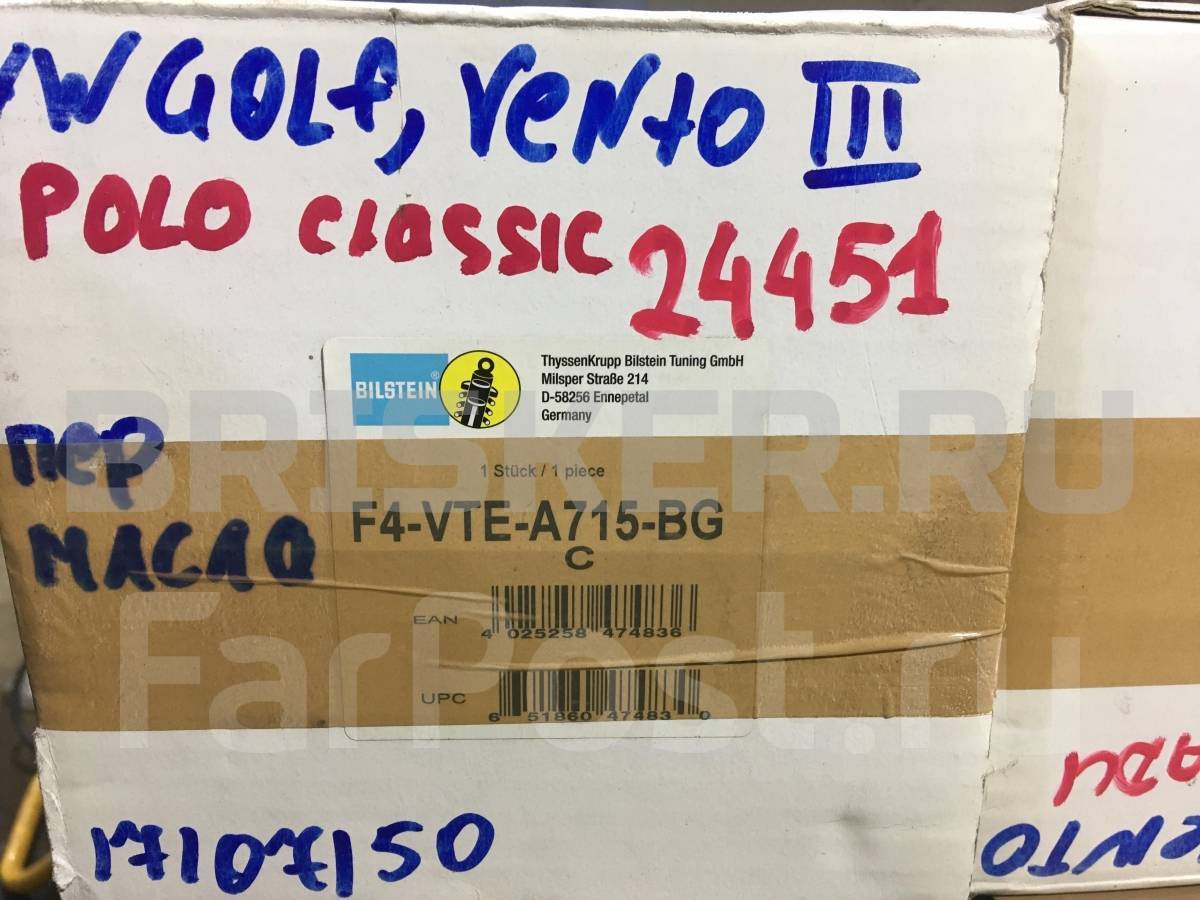 VW GOLf, VeNtO III
POLO CLaSSIC 24451
BILSTEIN®
ThyssenKrupp Bilstein Tuning GmbH
Milsper Straße 214
D-58256 Ennepetal
Germany
BRISKER.RU
пер
1 Stück / 1 piece
F4-VTE-A715-BG
C
EAN
4 025258 474836
FarPost.ru
UPC
6 51860 47483 0
17107150